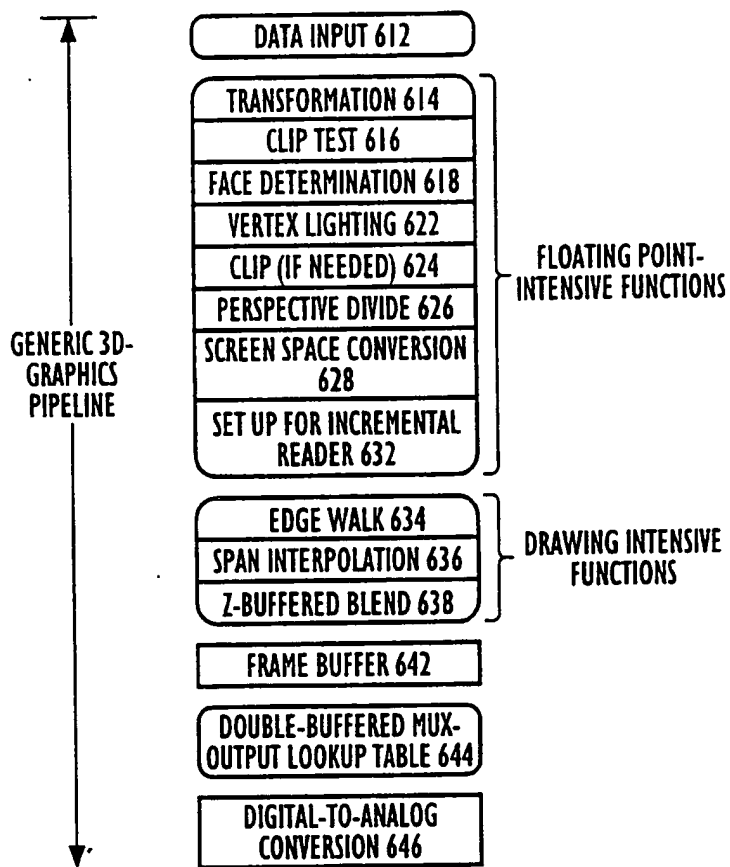 DATA INPUT 612
TRANSFORMATION 614
CLIP TEST 616
FACE DETERMINATION 618
VERTEX LIGHTING 622
CLIP (IF NEEDED) 624
PERSPECTIVE DIVIDE 626
SCREEN SPACE CONVERSION
628
SET UP FOR INCREMENTAL
READER 632
FLOATING POINT-
INTENSIVE FUNCTIONS
GENERIC 3D-
GRAPHICS
PIPELINE
EDGE WALK 634
SPAN INTERPOLATION 636
Z-BUFFERED BLEND 638
DRAWING INTENSIVE
FUNCTIONS
FRAME BUFFER 642
DOUBLE-BUFFERED MUX-
OUTPUT LOOKUP TABLE 644
DIGITAL-TO-ANALOG
CONVERSION 646